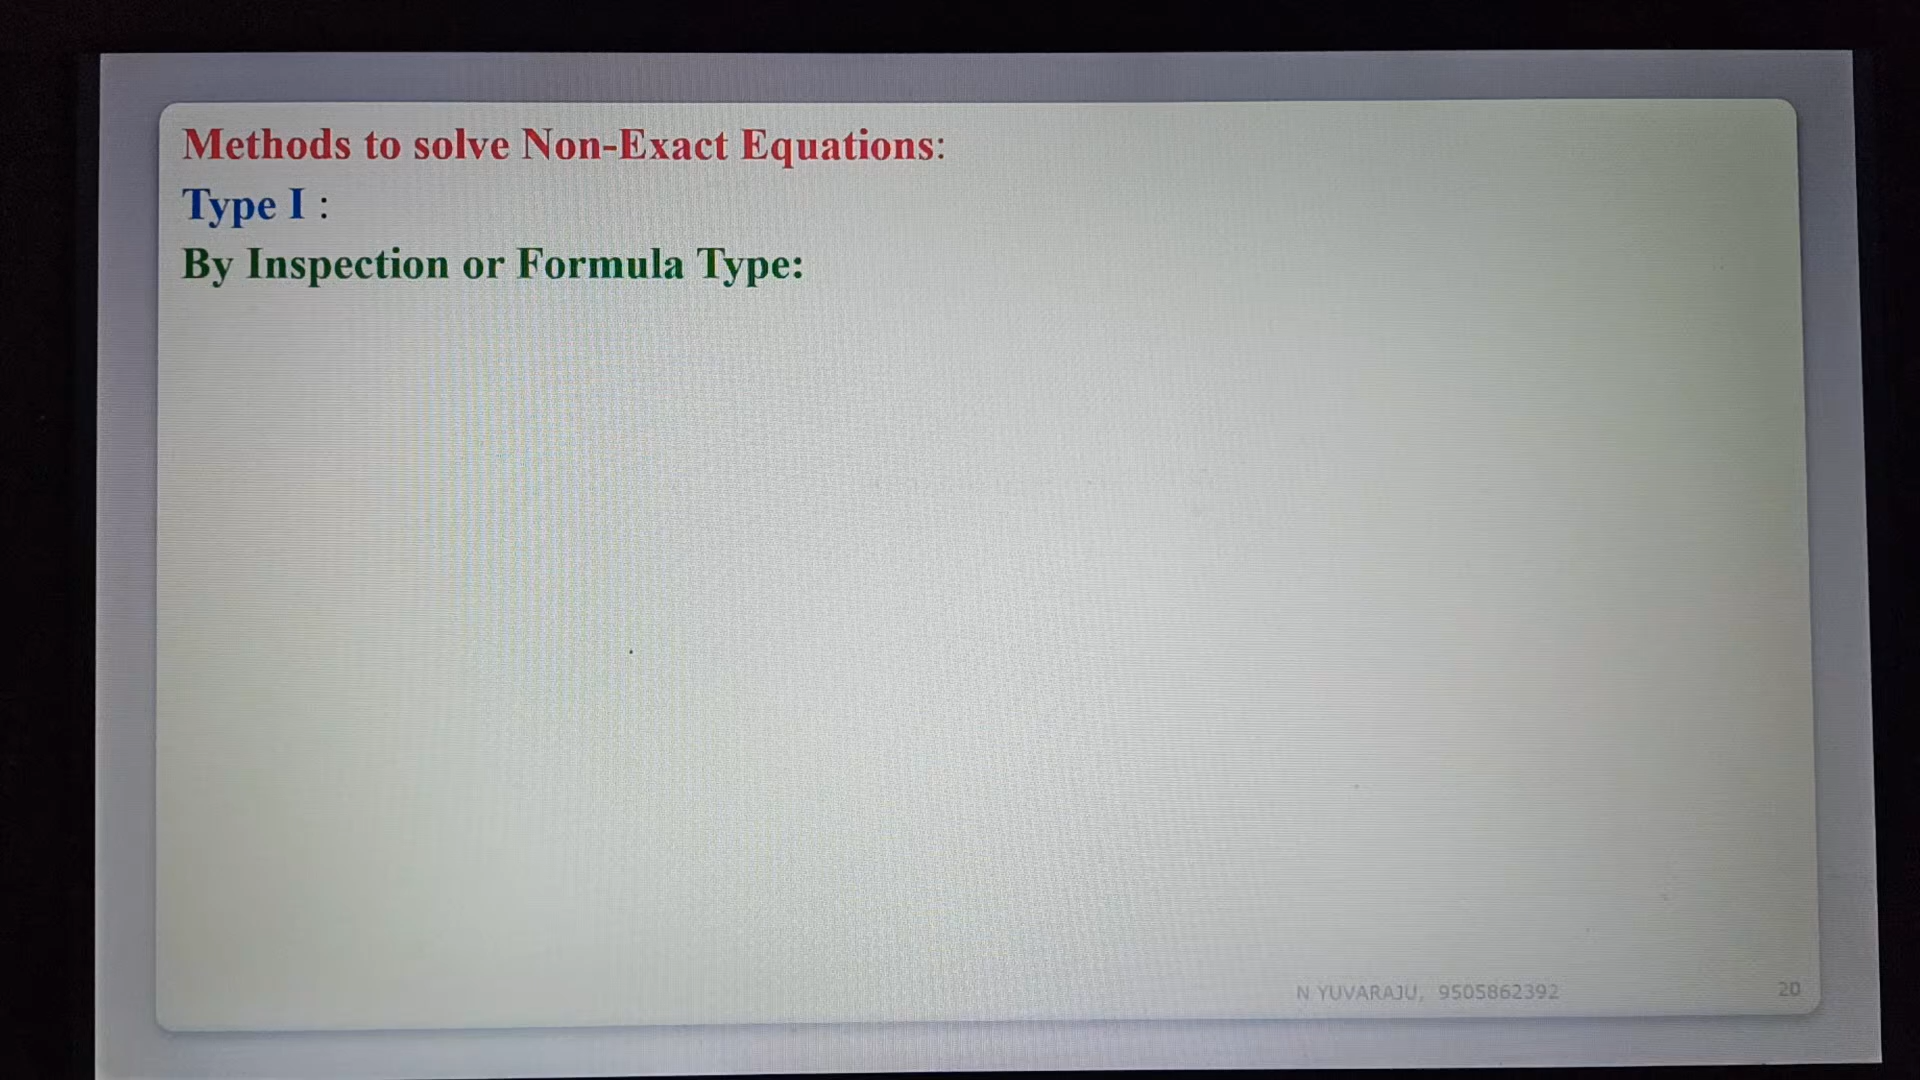 Methods to solve Non-Exact Equations:
Type I :
By Inspection or Formula Type:
N YUVARAJU, 9505862392
20